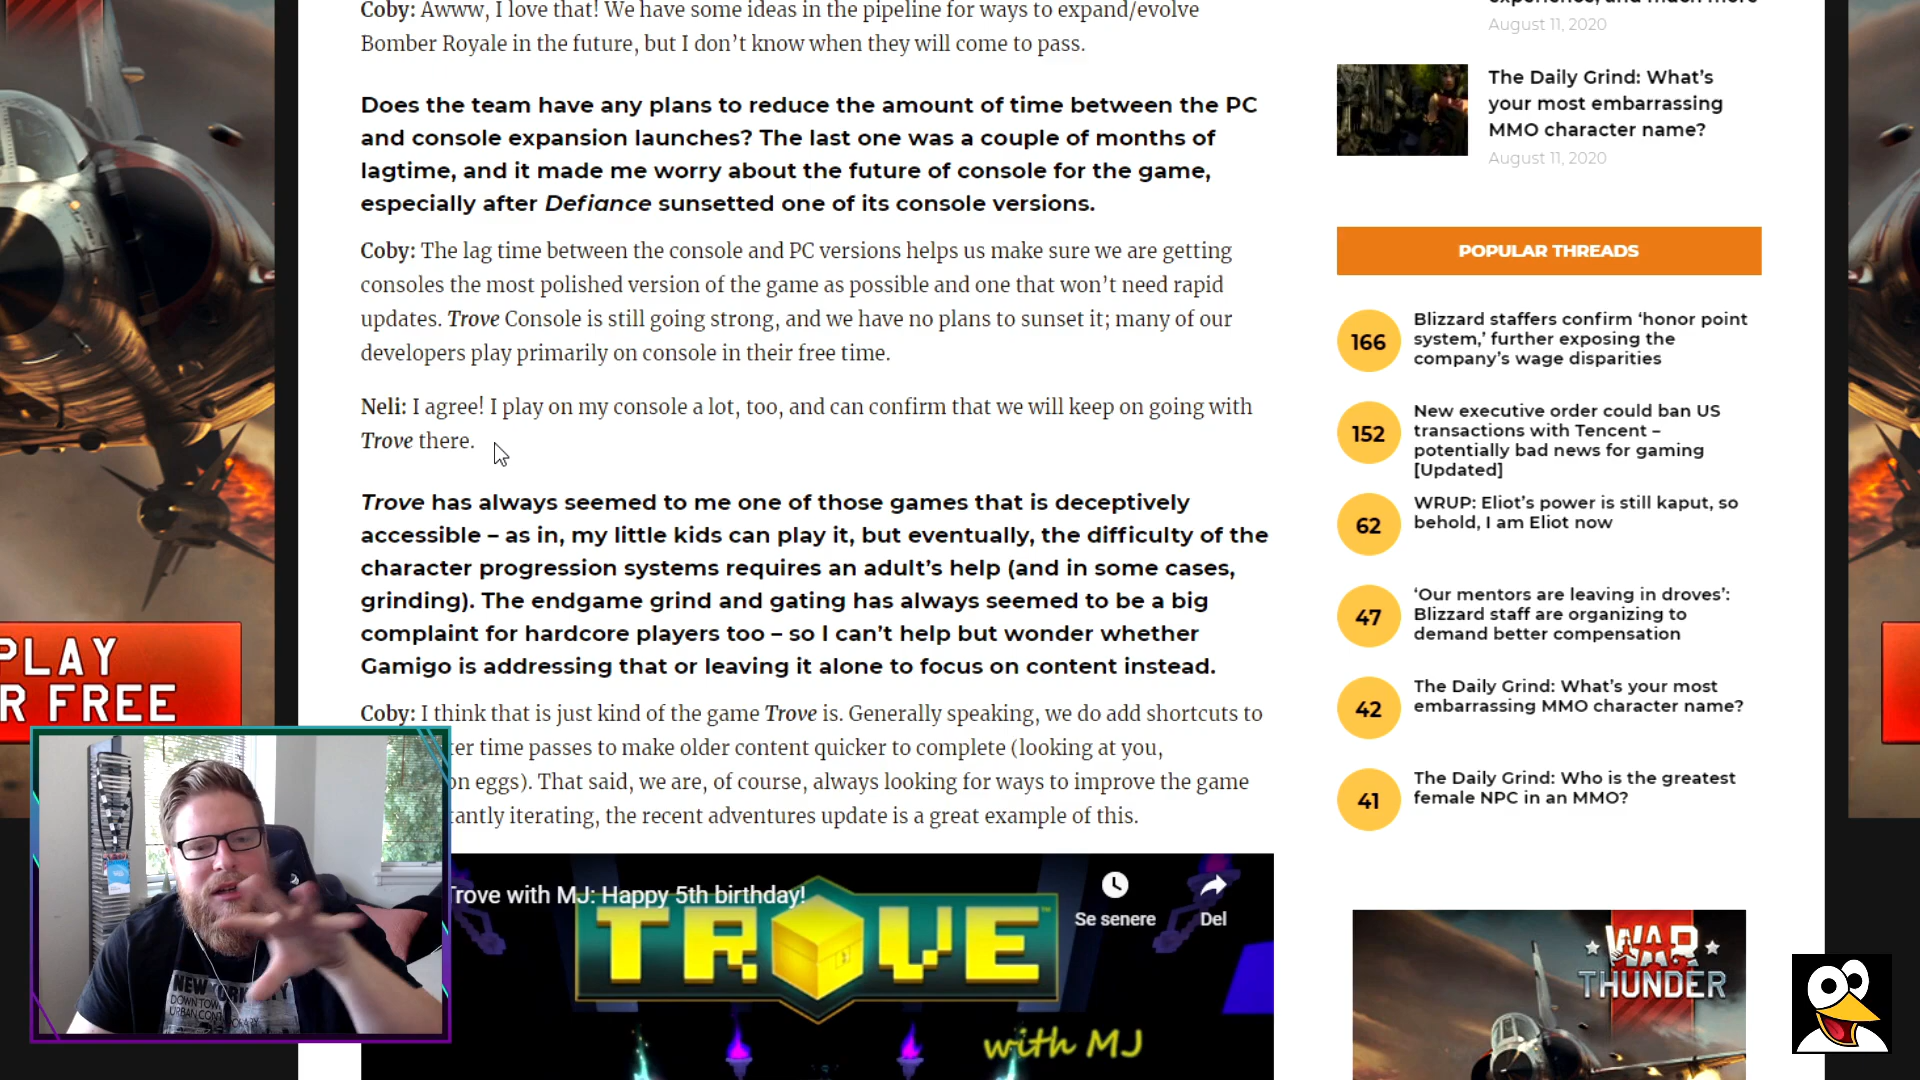 Coby: Awww, I love that! We have some ideas in the pipeline for ways to expand/evolve
Bomber Royale in the future, but I don't know when they will come to pass.
Does the team have any plans to reduce the amount of time between the PC
and console expansion launches? The last one was a couple of months of
lagtime, and it made me worry about the future of console for the game,
especially after Defiance sunsetted one of its console versions.
Coby: The lag time between the console and PC versions helps us make sure we are getting
consoles the most polished version of the game as possible and one that won't need rapid
updates. Trove Console is still going strong, and we have no plans to sunset it; many of our
developers play primarily on console in their free time.
Neli: I agree! I play on my console a lot, too, and can confirm that we will keep on going with
Trove there.
Trove has always seemed to me one of those games that is deceptively
accessible – as in, my little kids can play it, but eventually, the difficulty of the
character progression systems requires an adult's help (and in some cases,
grinding). The endgame grind and gating has always seemed to be a big
complaint for hardcore players too – so I can't help but wonder whether
Gamigo is addressing that or leaving it alone to focus on content instead.
Coby: I think that is just kind of the game Trove is. Generally speaking, we do add shortcuts to
time passes to make older content quicker to complete (looking at you,
eggs). That said, we are, of course, always looking for ways to improve the game
iterating, the recent adventures update is a great example of this.
Trove with MJ: Happy 5th birthday!
Se senere
Del
TROVE
with MJ
August 11, 2020
The Daily Grind: What's
your most embarrassing
MMO character name?
August 11, 2020
POPULAR THREADS
166
Blizzard staffers confirm 'honor point
system,' further exposing the
company's wage disparities
152
New executive order could ban US
transactions with Tencent –
potentially bad news for gaming
[Updated]
62
WRUP: Eliot's power is still kaput, so
behold, I am Eliot now
47
'Our mentors are leaving in droves':
Blizzard staff are organizing to
demand better compensation
42
The Daily Grind: What's your most
embarrassing MMO character name?
41
The Daily Grind: Who is the greatest
female NPC in an MMO?
WAR
THUNDER
PLAY
R FREE